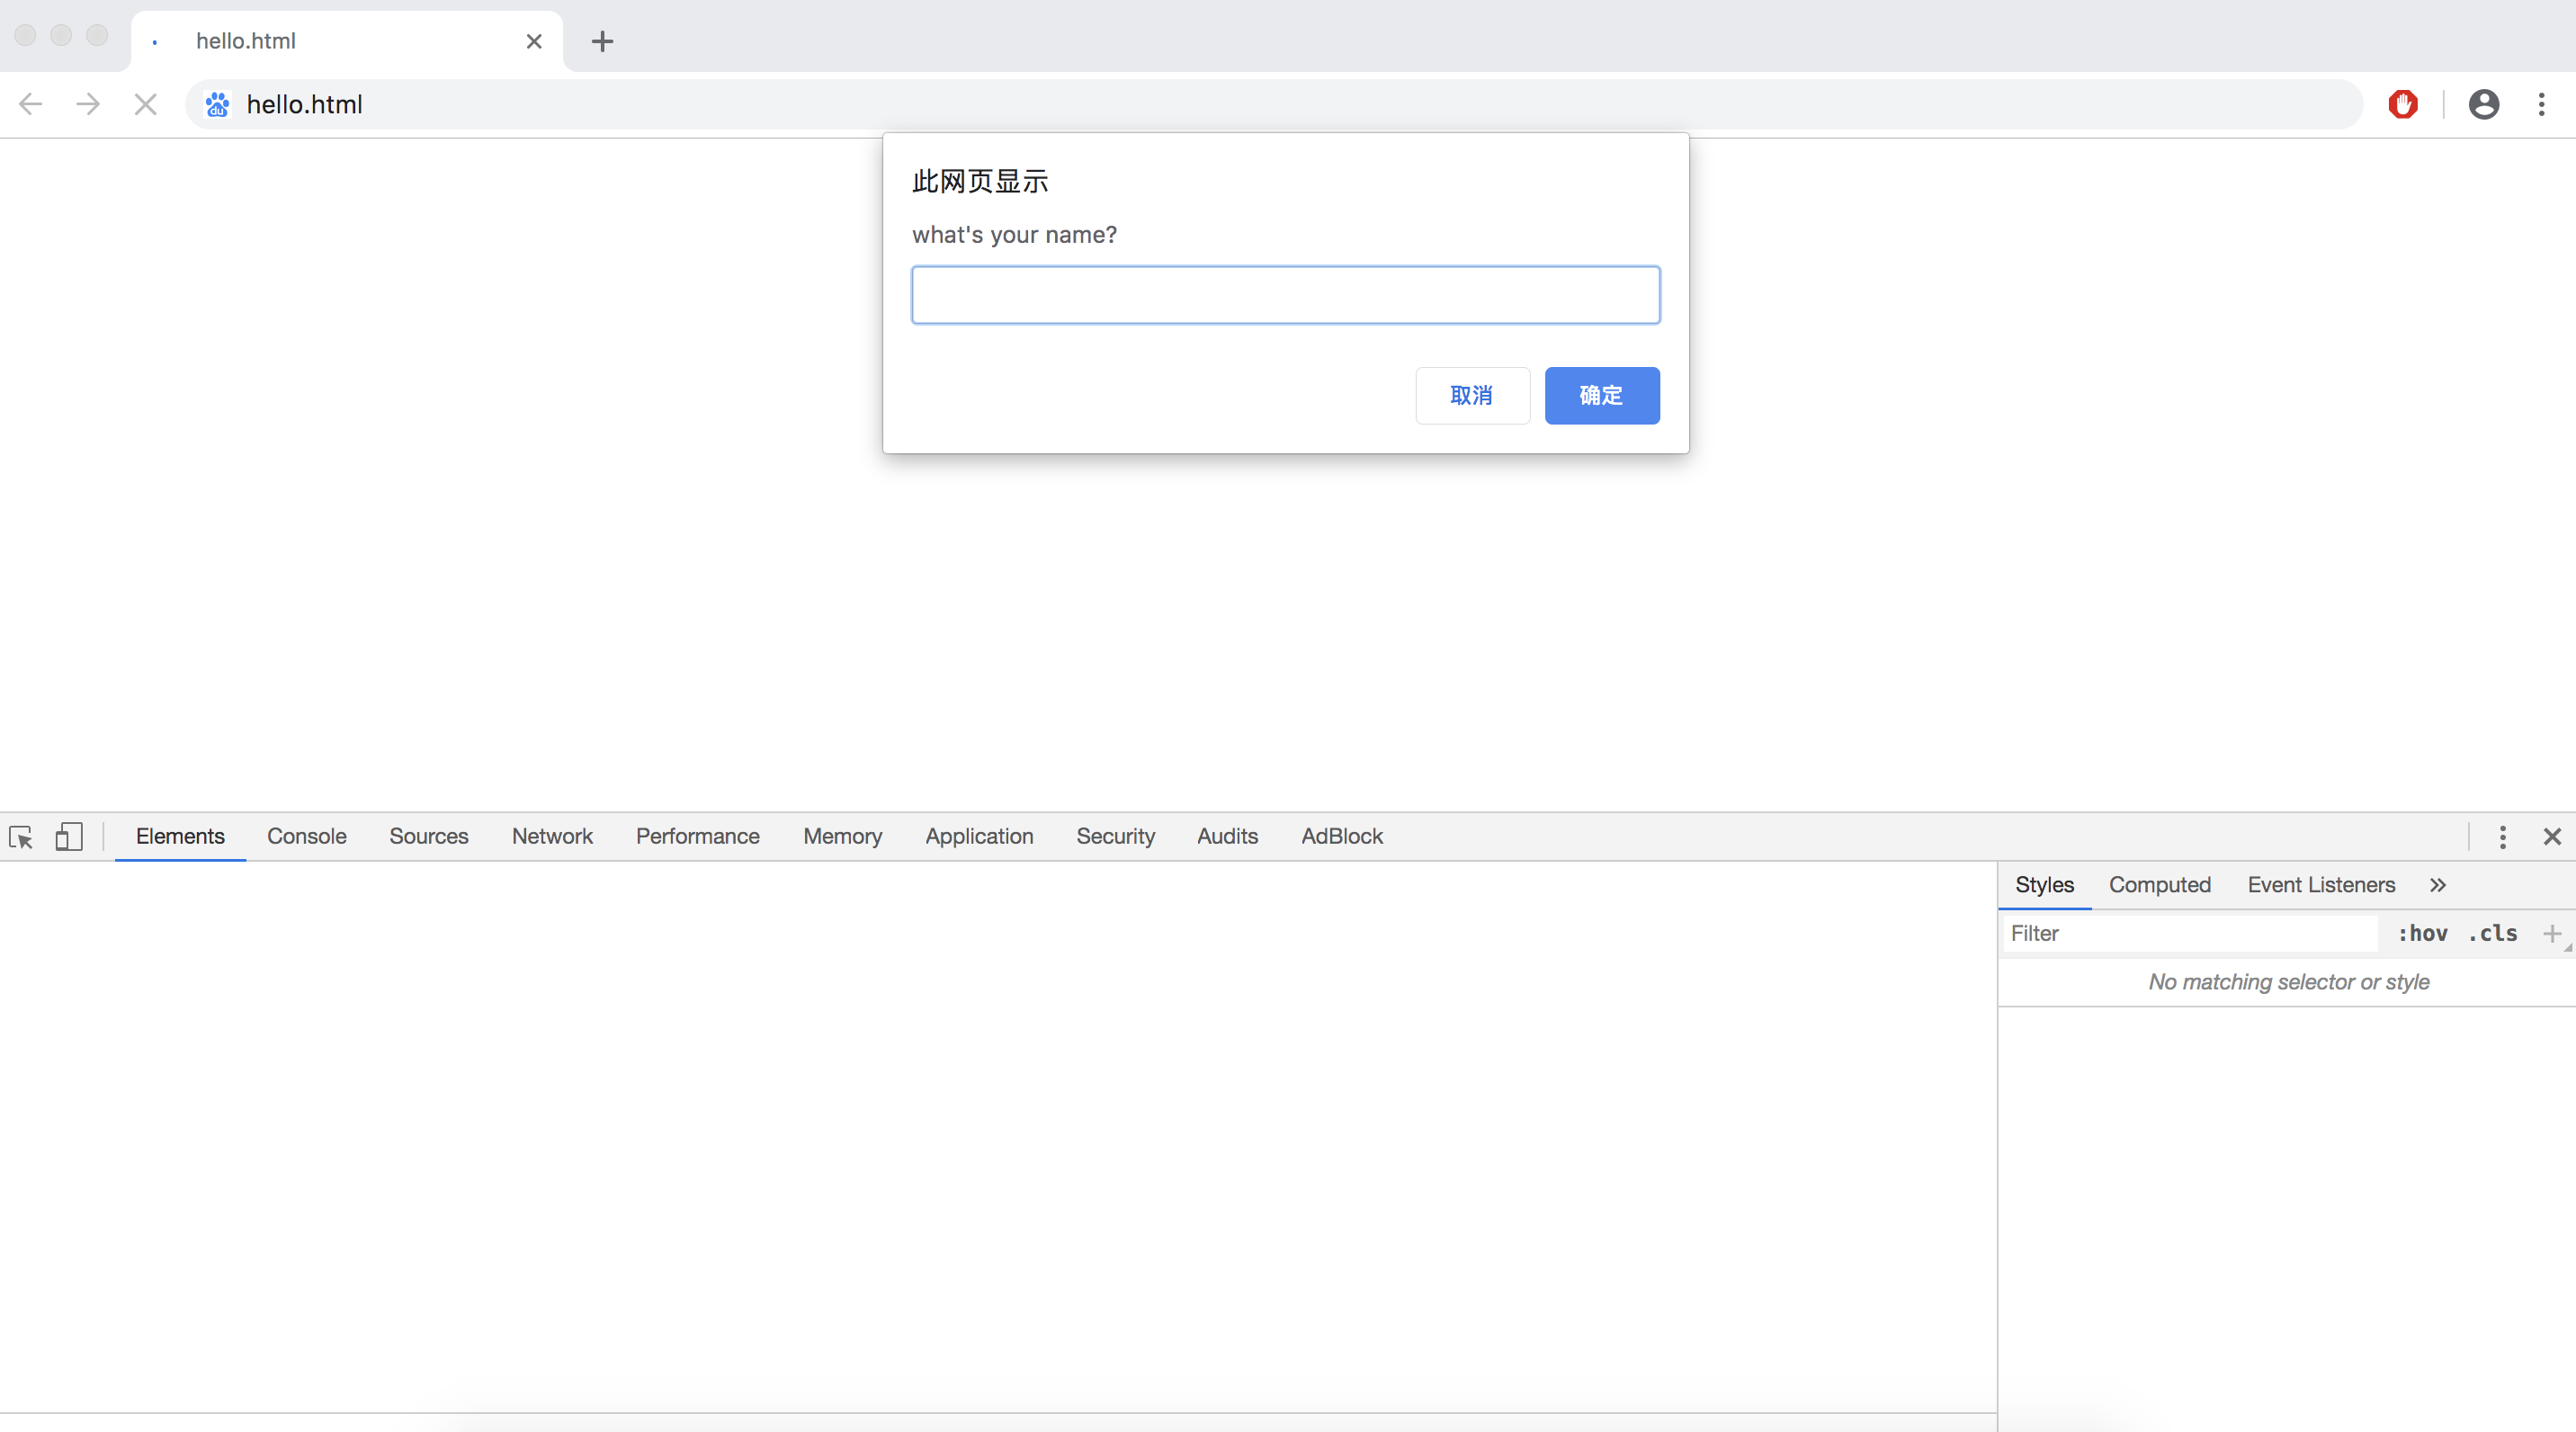 hello.html
hello.html
此网页显示
what's your name?
取消 确定
Elements Console Sources Network Performance Memory Application Security Audits AdBlock
Styles Computed Event Listeners »
Filter :hov .cls +
No matching selector or style